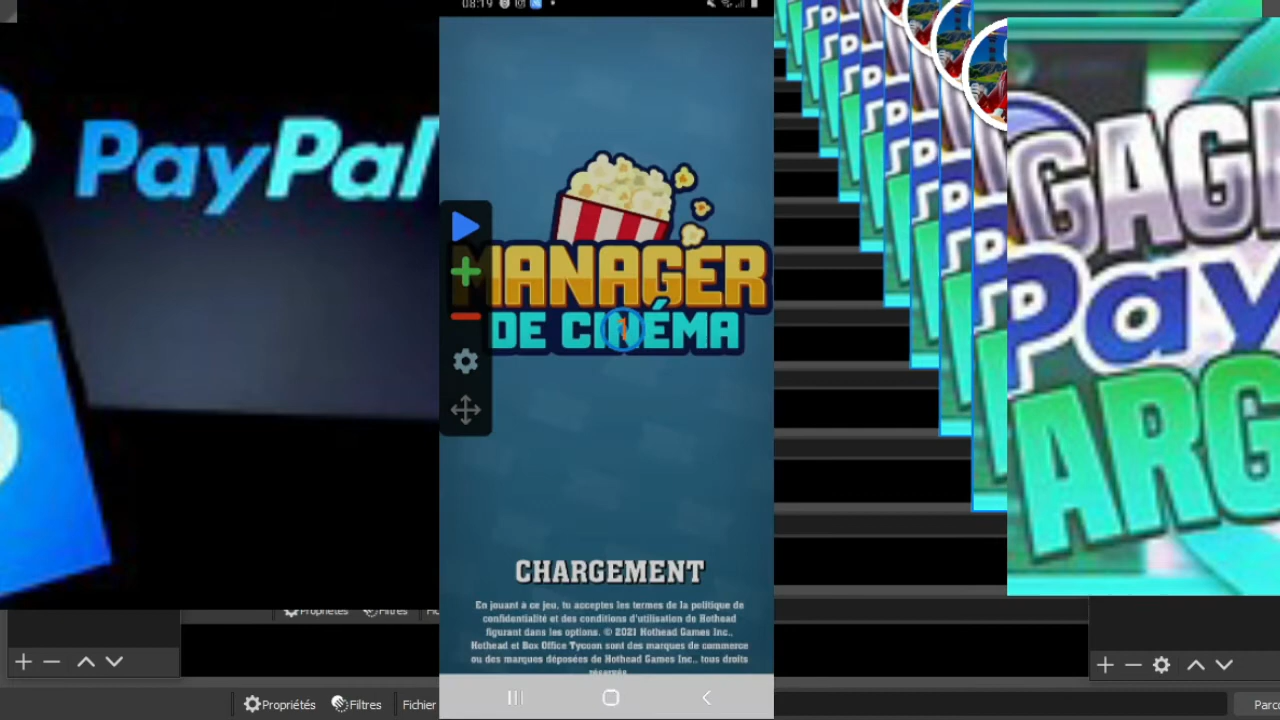 08:19
PayPal
MANAGER
DE CINÉMA
CHARGEMENT
En jouant à ce jeu, tu acceptes les termes de la politique de
confidentialité et des conditions d'utilisation de Hothead
figurant dans les options. © 2021 Hothead Games Inc.,
Hothead et Box Office Tycoon sont des marques de commerce
ou des marques déposées de Hothead Games Inc., tous droits
réservés.
GAG
Pay
ARG
Propriétés Filtres
Propriétés Filtres Fichier
Parc